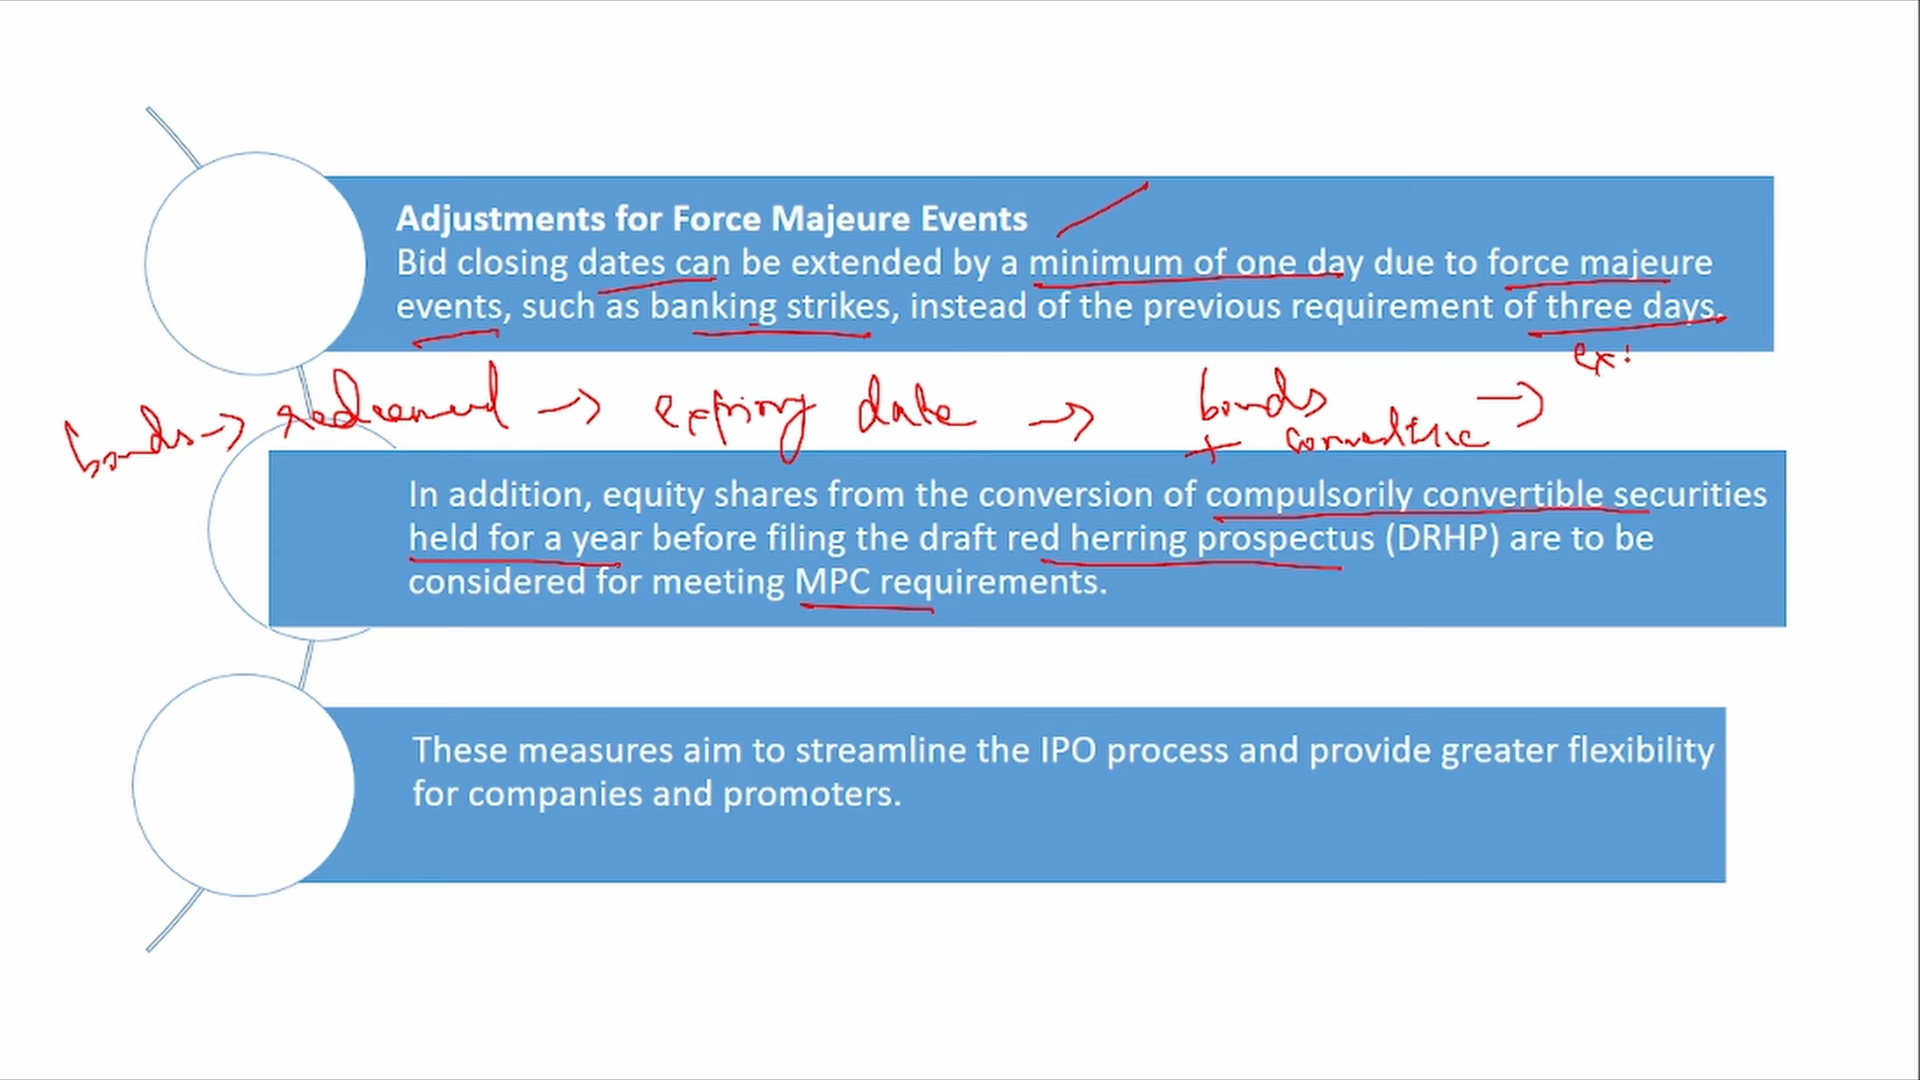 Adjustments for Force Majeure Events
Bid closing dates can be extended by a minimum of one day due to force majeure
events, such as banking strikes, instead of the previous requirement of three days.
ex:
bonds → redeemed → expiry date → bonds →
+ convertible
In addition, equity shares from the conversion of compulsorily convertible securities
held for a year before filing the draft red herring prospectus (DRHP) are to be
considered for meeting MPC requirements.
These measures aim to streamline the IPO process and provide greater flexibility
for companies and promoters.